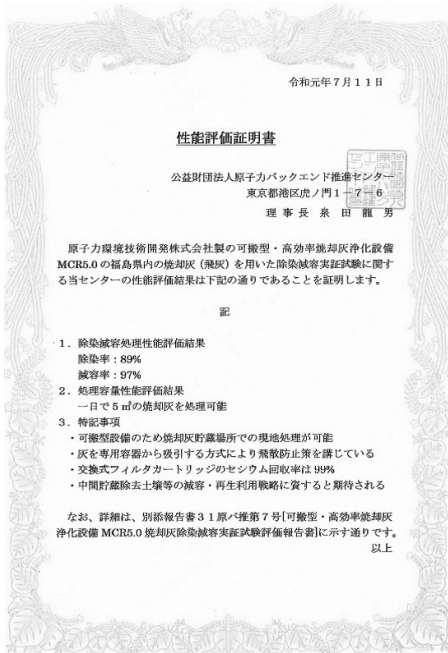 令和元年7月11日
性能評価証明書
公益財団法人原子力バックエンド推進センター
東京都港区虎ノ門1-7-6
理事長 泉田龍男
原子力環境技術開発株式会社製の可搬型・高効率焼却灰浄化設備
MCR5.0の福島県内の焼却灰(飛灰)を用いた除染減容実証試験に関す
る当センターの性能評価結果は下記の通りであることを証明します。
記
1.除染減容処理性能評価結果
除染率:89%
減容率:97%
2.処理容量性能評価結果
一日で5㎥の焼却灰を処理可能
3.特記事項
・可搬型設備のため焼却灰貯蔵場所での現地処理が可能
・灰を専用容器から吸引する方式により飛散防止策を講じている
・交換式フィルタカートリッジのセシウム回収率は99%
・中間貯蔵除去土壌等の減容・再生利用戦略に資すると期待される
なお、詳細は、別添報告書31原バ推第7号[可搬型・高効率焼却灰
浄化設備MCR5.0焼却灰除染減容実証試験評価報告書]に示す通りです。
以上